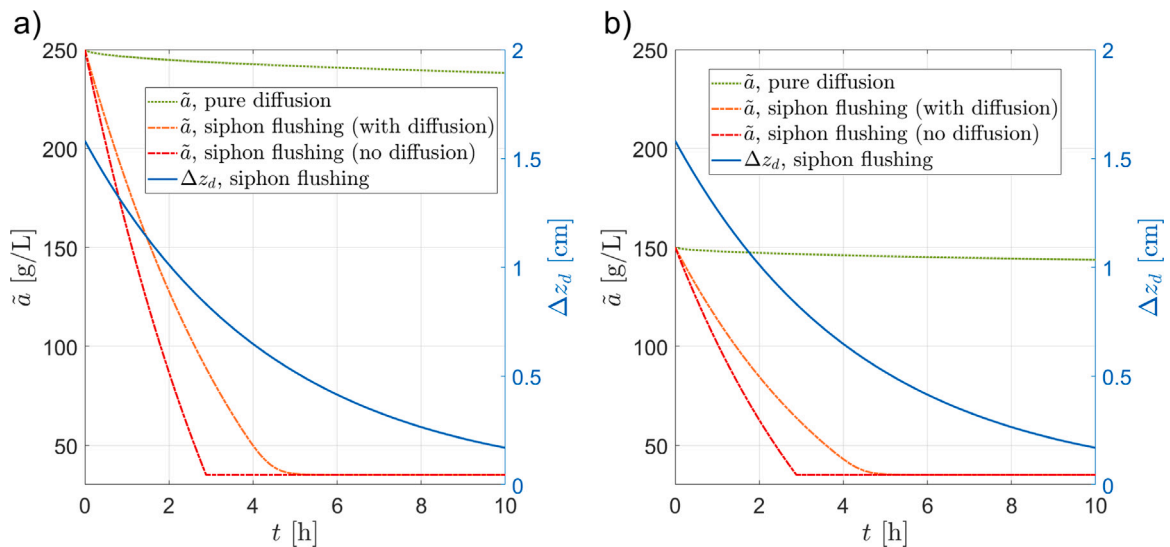 a)
250
200
150
100
50
ã [g/L]
ã, pure diffusion
ã, siphon flushing (with diffusion)
ã, siphon flushing (no diffusion)
Δz_d, siphon flushing
2
1.5
1
0.5
0
Δz_d [cm]
0 2 4 6 8 10
t [h]
b)
250
200
150
100
50
ã [g/L]
ã, pure diffusion
ã, siphon flushing (with diffusion)
ã, siphon flushing (no diffusion)
Δz_d, siphon flushing
2
1.5
1
0.5
0
Δz_d [cm]
0 2 4 6 8 10
t [h]